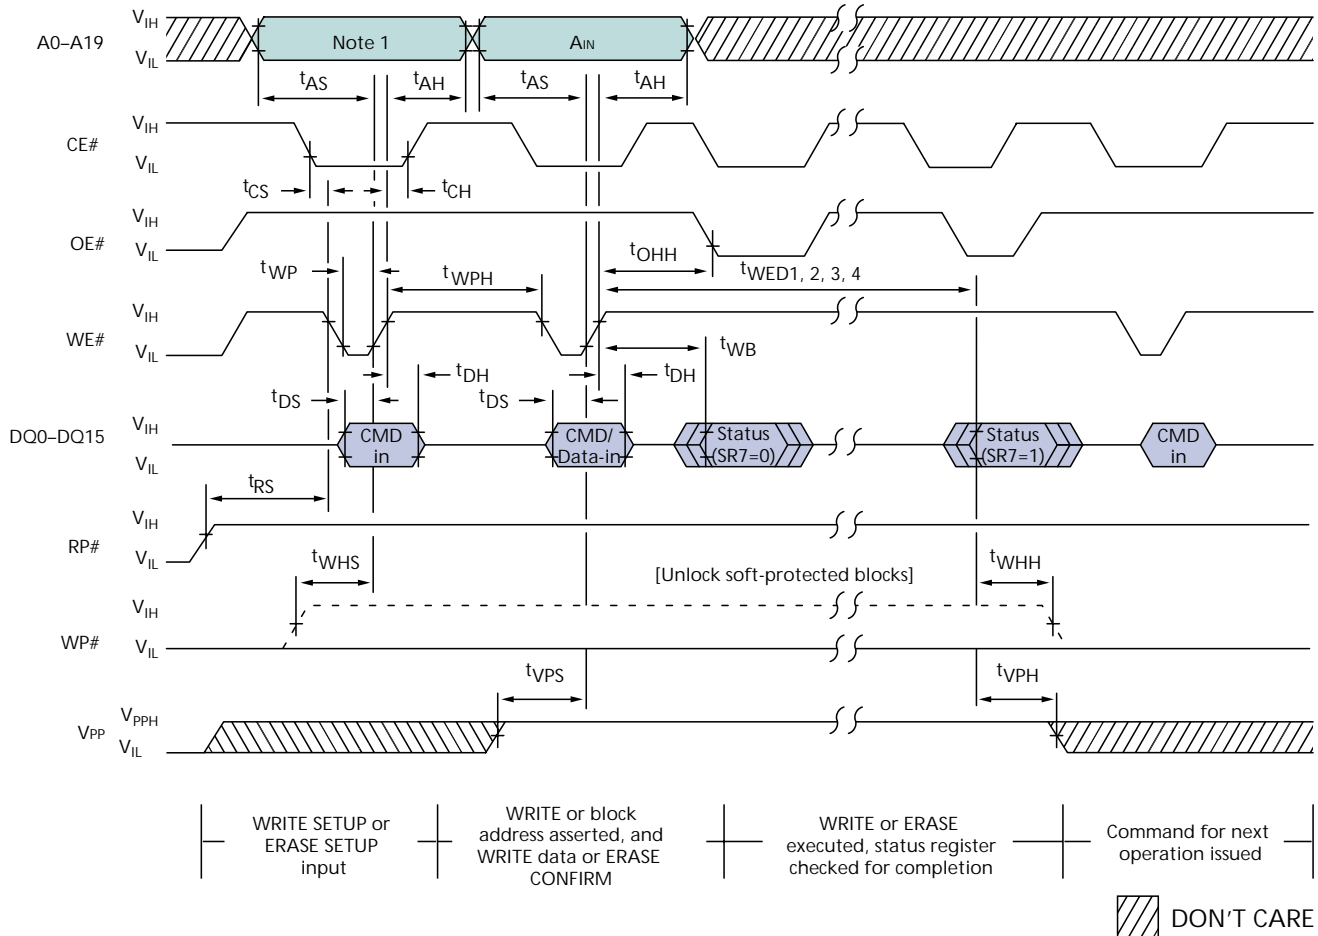 A0–A19
VIH
VIL
Note 1
AIN
tAS
tAH
tAS
tAH
CE#
VIH
VIL
tCS
tCH
OE#
VIH
VIL
tWP
tWPH
tOHH
tWED1, 2, 3, 4
WE#
VIH
VIL
tWB
tDH
tDH
tDS
tDS
DQ0–DQ15
VIH
VIL
CMD
in
CMD/
Data-in
Status
(SR7=0)
Status
(SR7=1)
CMD
in
tRS
RP#
VIH
VIL
tWHS
[Unlock soft-protected blocks]
tWHH
WP#
VIH
VIL
tVPS
tVPH
VPP
VPPH
VIL
WRITE SETUP or
ERASE SETUP
input
WRITE or block
address asserted, and
WRITE data or ERASE
CONFIRM
WRITE or ERASE
executed, status register
checked for completion
Command for next
operation issued
DON'T CARE